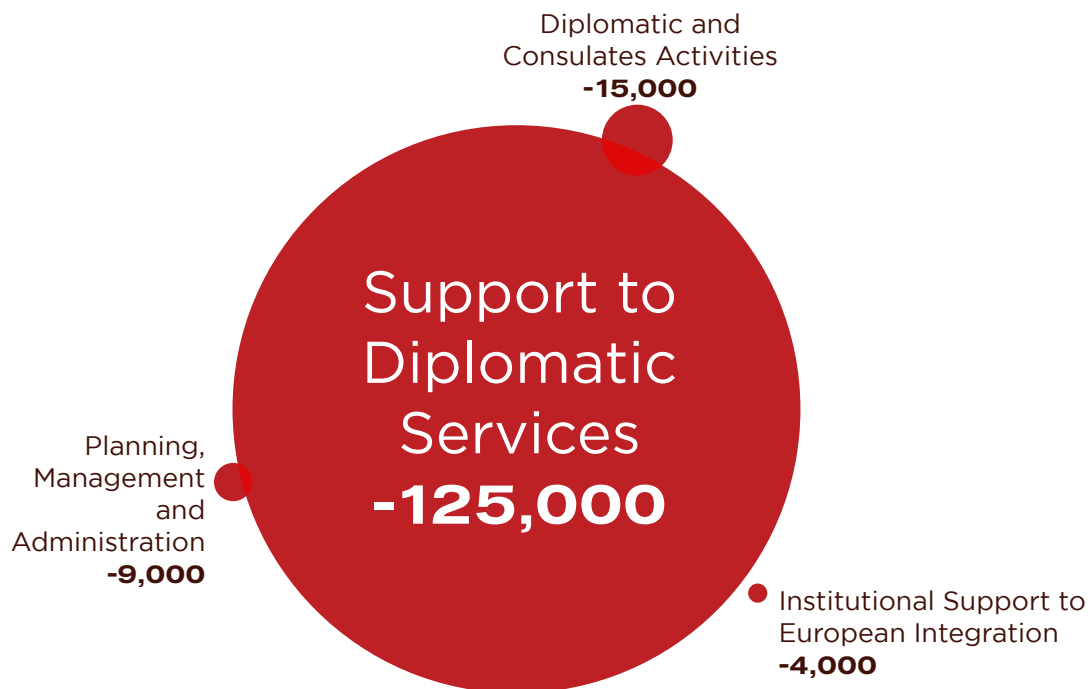 Diplomatic and
Consulates Activities
-15,000
Support to
Diplomatic
Services
-125,000
Planning,
Management
and
Administration
-9,000
Institutional Support to
European Integration
-4,000